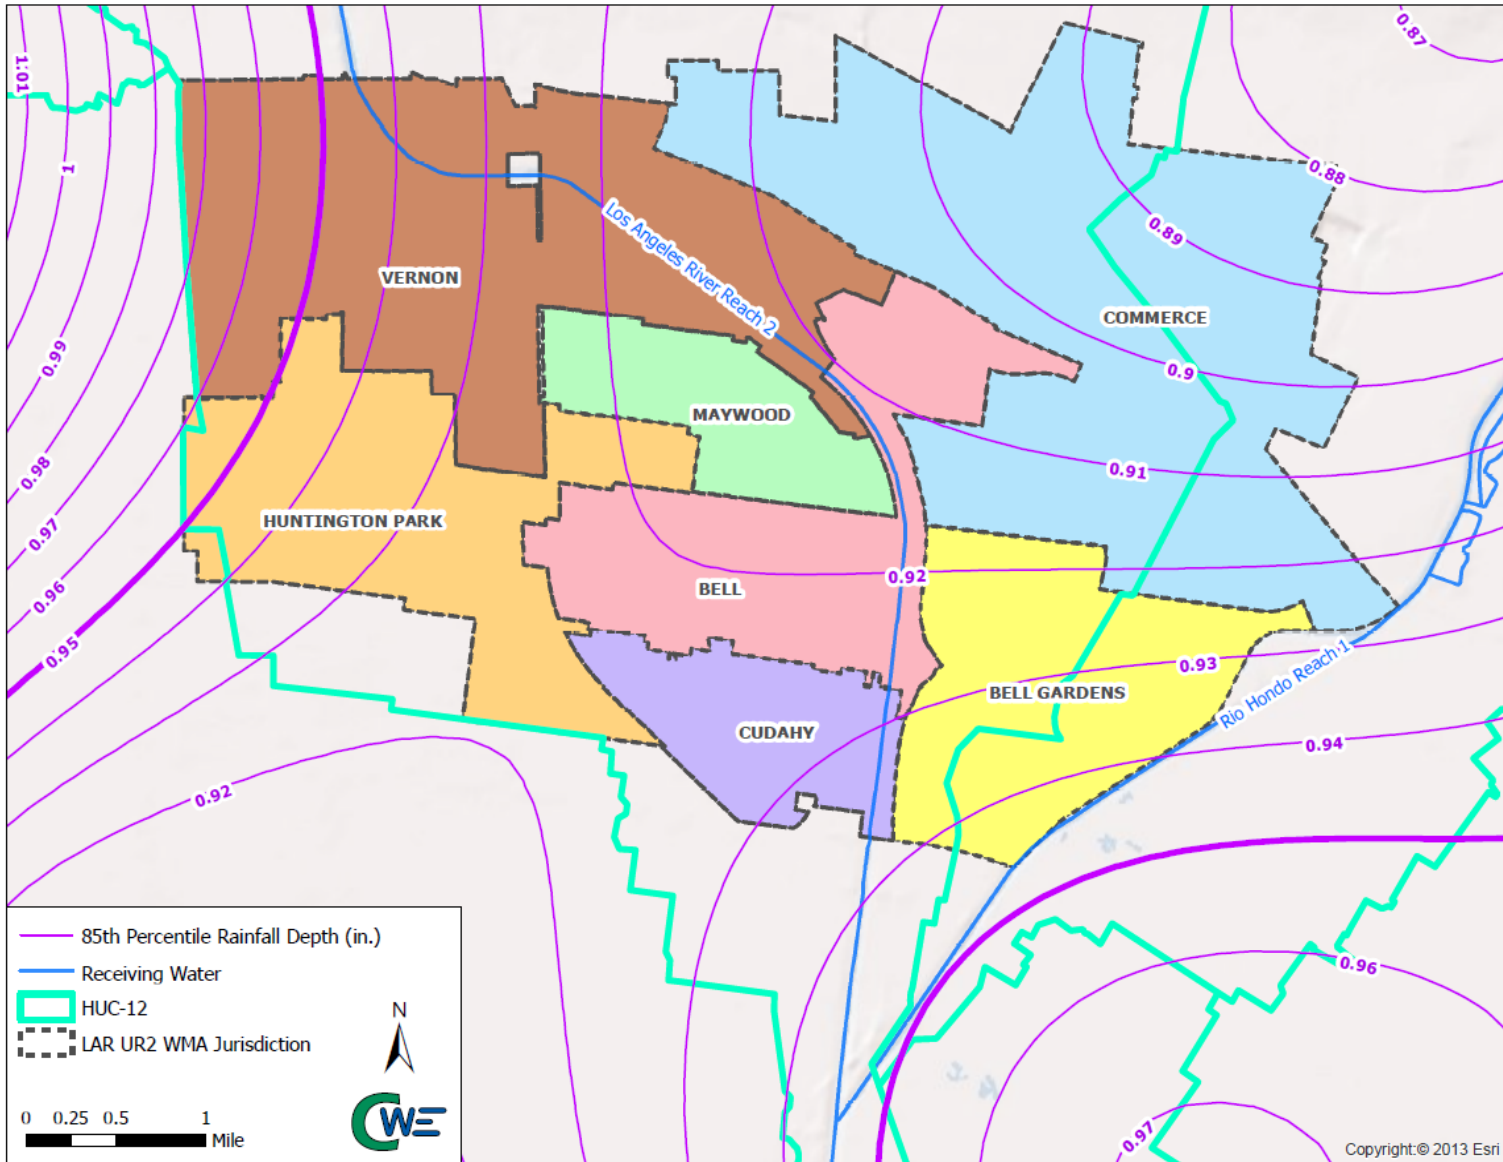 0.87
1.01
0.88
1
0.89
Los Angeles River Reach 2
VERNON
COMMERCE
0.99
0.9
MAYWOOD
0.98
0.91
HUNTINGTON PARK
0.97
0.92
BELL
0.96
0.95
0.93
Rio Hondo Reach 1
BELL GARDENS
CUDAHY
0.94
0.92
85th Percentile Rainfall Depth (in.)
Receiving Water
HUC-12
LAR UR2 WMA Jurisdiction
N
0 0.25 0.5 1
Mile
CWE
0.96
0.97
Copyright:© 2013 Esri